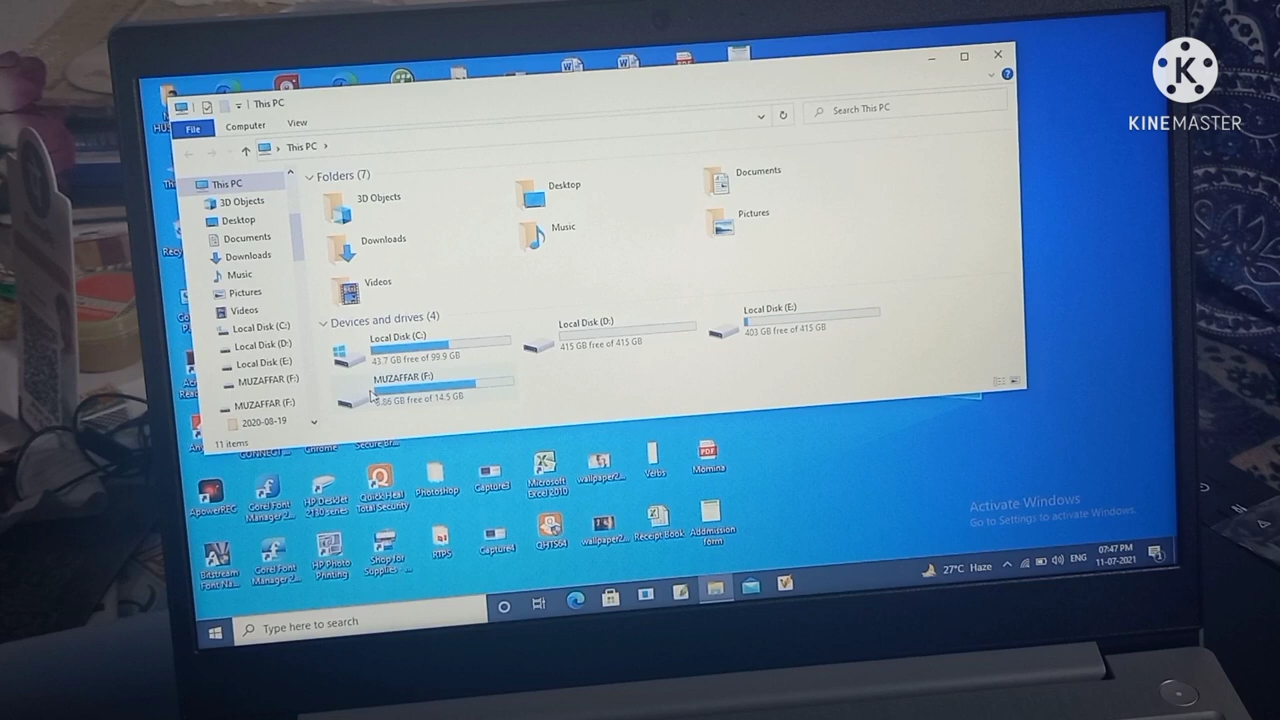 KINEMASTER
This PC
File
Computer
View
This PC
Search This PC
This PC
3D Objects
Desktop
Documents
Downloads
Music
Pictures
Videos
Local Disk (C:)
Local Disk (D:)
Local Disk (E:)
MUZAFFAR (F:)
MUZAFFAR (F:)
2020-08-19
11 items
Folders (7)
3D Objects
Desktop
Documents
Downloads
Music
Pictures
Videos
Devices and drives (4)
Local Disk (C:)
43.7 GB free of 99.9 GB
Local Disk (D:)
415 GB free of 415 GB
Local Disk (E:)
403 GB free of 415 GB
MUZAFFAR (F:)
.86 GB free of 14.5 GB
CONNECT ...
Chrome
Secure Br...
ApowerREC
Corel Font
Manager 2...
HP DeskJet
2130 series
Quick Heal
Total Security
Photoshop
Capture3
Microsoft
Excel 2010
wallpaper2...
Verbs
Momina
Bitstream
Font Na...
Corel Font
Manager 2...
HP Photo
Printing
Shop for
Supplies - ...
RTPS
Capture4
QHTS64
wallpaper2...
Receipt Book
Addmission
form
Activate Windows
Go to Settings to activate Windows.
Type here to search
27°C Haze
ENG
07:47 PM
11-07-2021